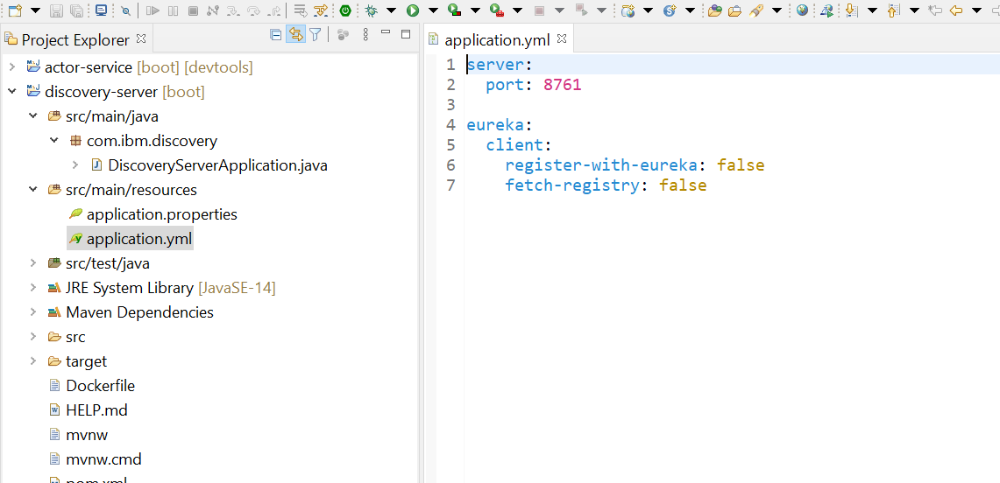 Project Explorer
actor-service [boot] [devtools]
discovery-server [boot]
src/main/java
com.ibm.discovery
DiscoveryServerApplication.java
src/main/resources
application.properties
application.yml
src/test/java
JRE System Library [JavaSE-14]
Maven Dependencies
src
target
Dockerfile
HELP.md
mvnw
mvnw.cmd
pom.xml
application.yml
1 server:
2 port: 8761
3
4 eureka:
5 client:
6 register-with-eureka: false
7 fetch-registry: false